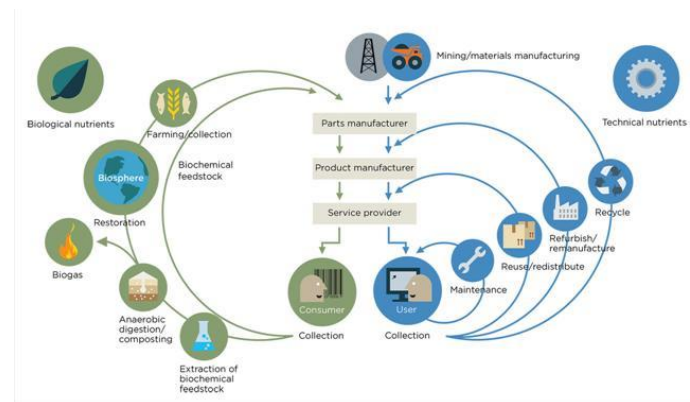 Mining/materials manufacturing
Biological nutrients
Technical nutrients
Farming/collection
Parts manufacturer
Biochemical
feedstock
Product manufacturer
Biosphere
Restoration
Service provider
Recycle
Refurbish/
remanufacture
Reuse/redistribute
Biogas
Maintenance
Consumer
User
Anaerobic
digestion/
composting
Collection
Collection
Extraction of
biochemical
feedstock